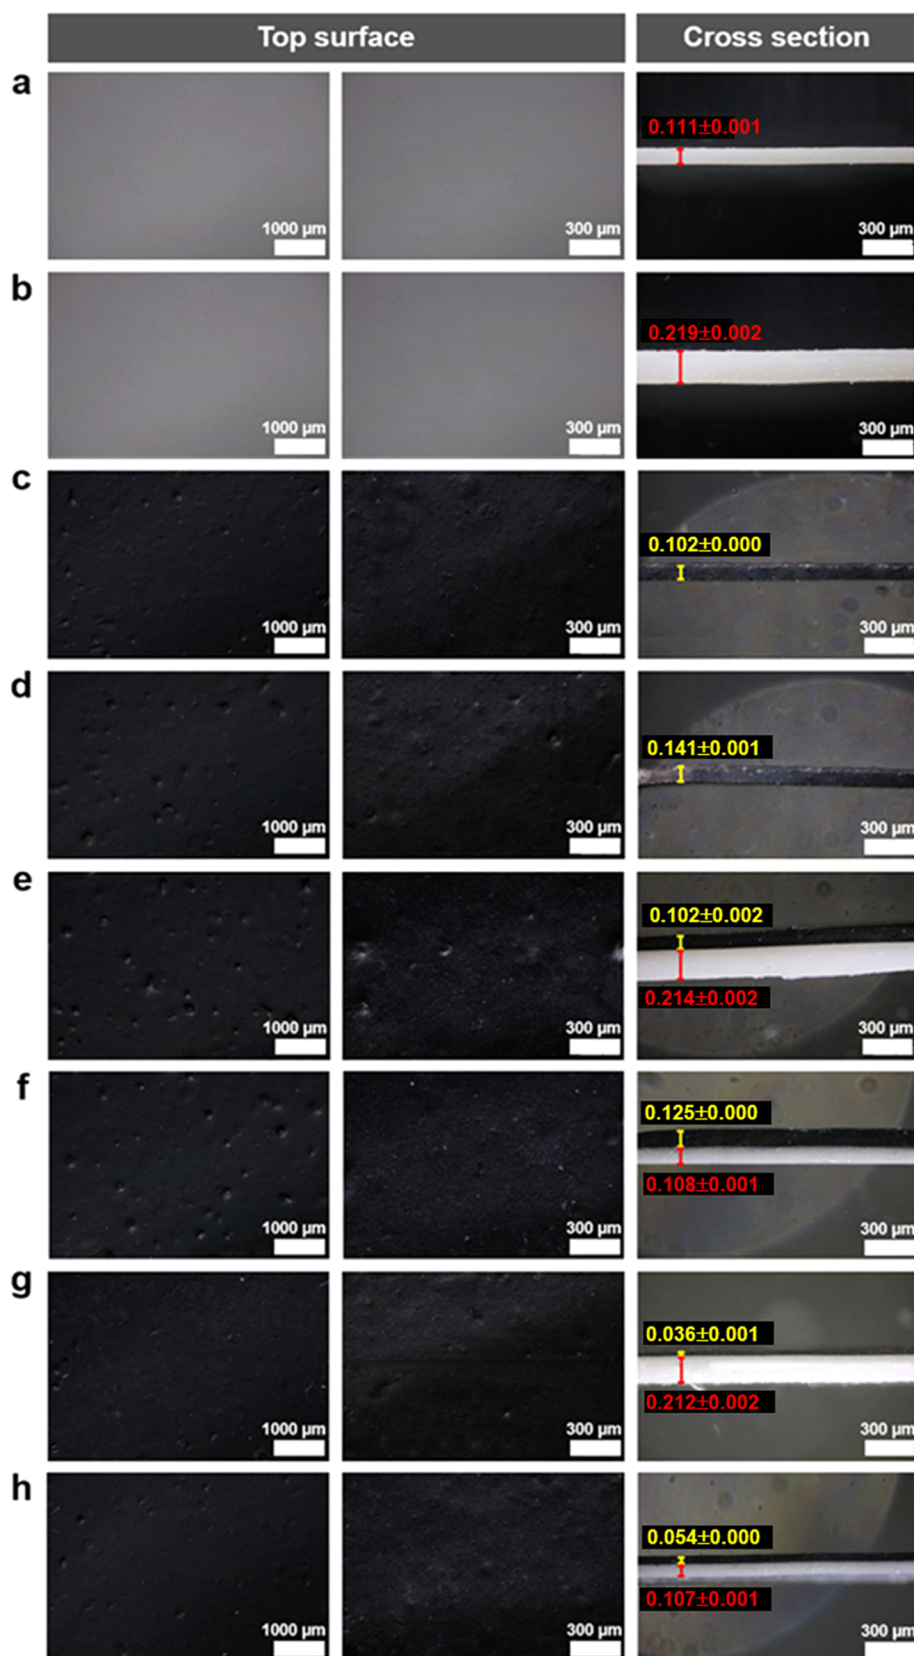 Top surface
Cross section
a
1000 µm
300 µm
0.111±0.001
300 µm
b
1000 µm
300 µm
0.219±0.002
300 µm
c
1000 µm
300 µm
0.102±0.000
300 µm
d
1000 µm
300 µm
0.141±0.001
300 µm
e
1000 µm
300 µm
0.102±0.002
0.214±0.002
300 µm
f
1000 µm
300 µm
0.125±0.000
0.108±0.001
300 µm
g
1000 µm
300 µm
0.036±0.001
0.212±0.002
300 µm
h
1000 µm
300 µm
0.054±0.000
0.107±0.001
300 µm